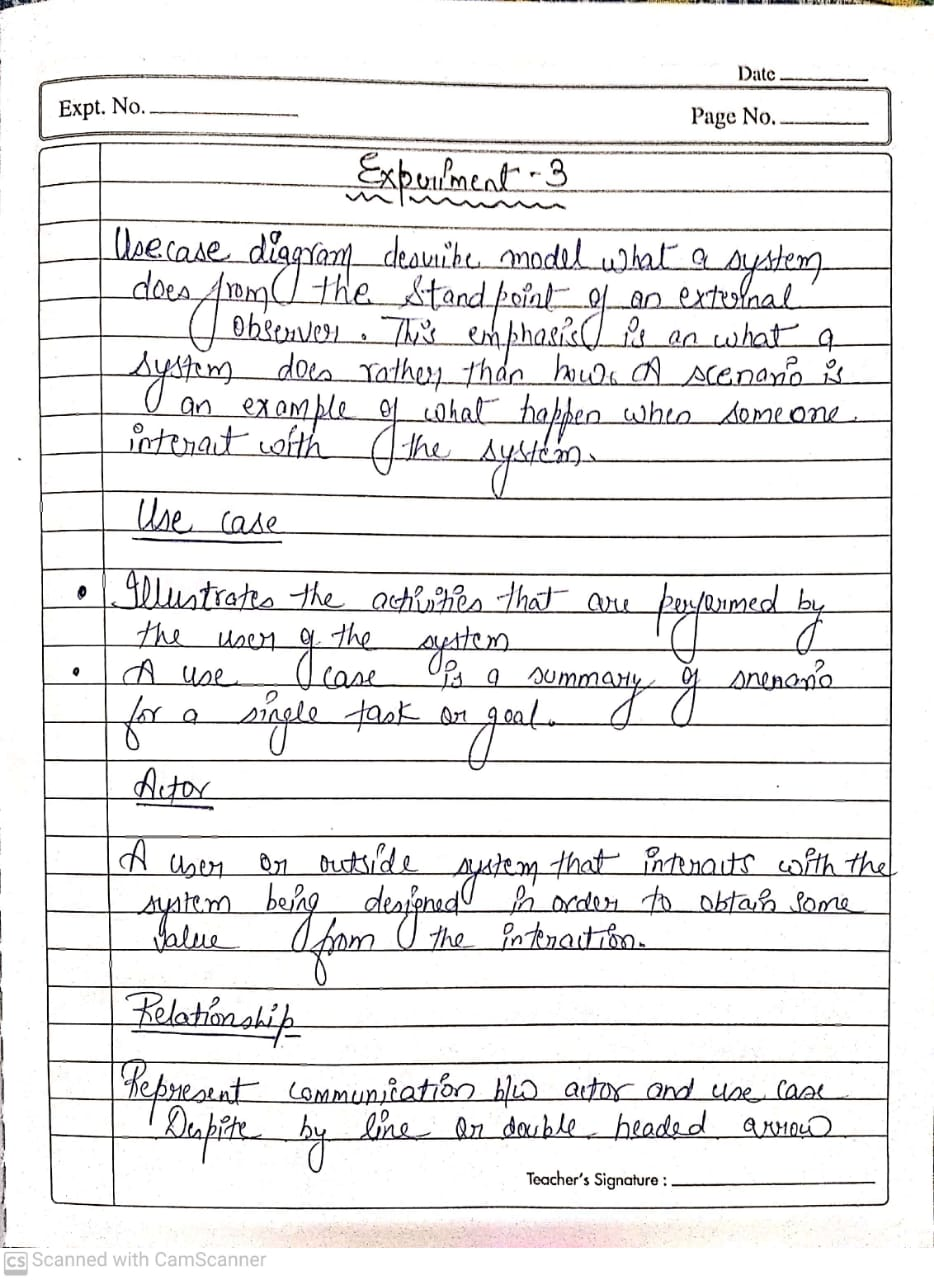 Date
Expt. No.
Page No.
Experiment - 3
Usecase diagram describe model what a system
does from the Stand point of an external
observer. This emphasis is an what a
system does rather than how. A scenario is
an example of what happen when someone
interact with the system.
Use case
• Illustrates the activities that are performed by
the user of the system
• A use case is a summary of snenario
for a single task or goal.
Actor
A user or outside system that interacts with the
system being designed in order to obtain some
value from the interaction.
Relationship
Represent communication b/w actor and use case
Despite by line or double headed arrow
Teacher's Signature :
CS Scanned with CamScanner